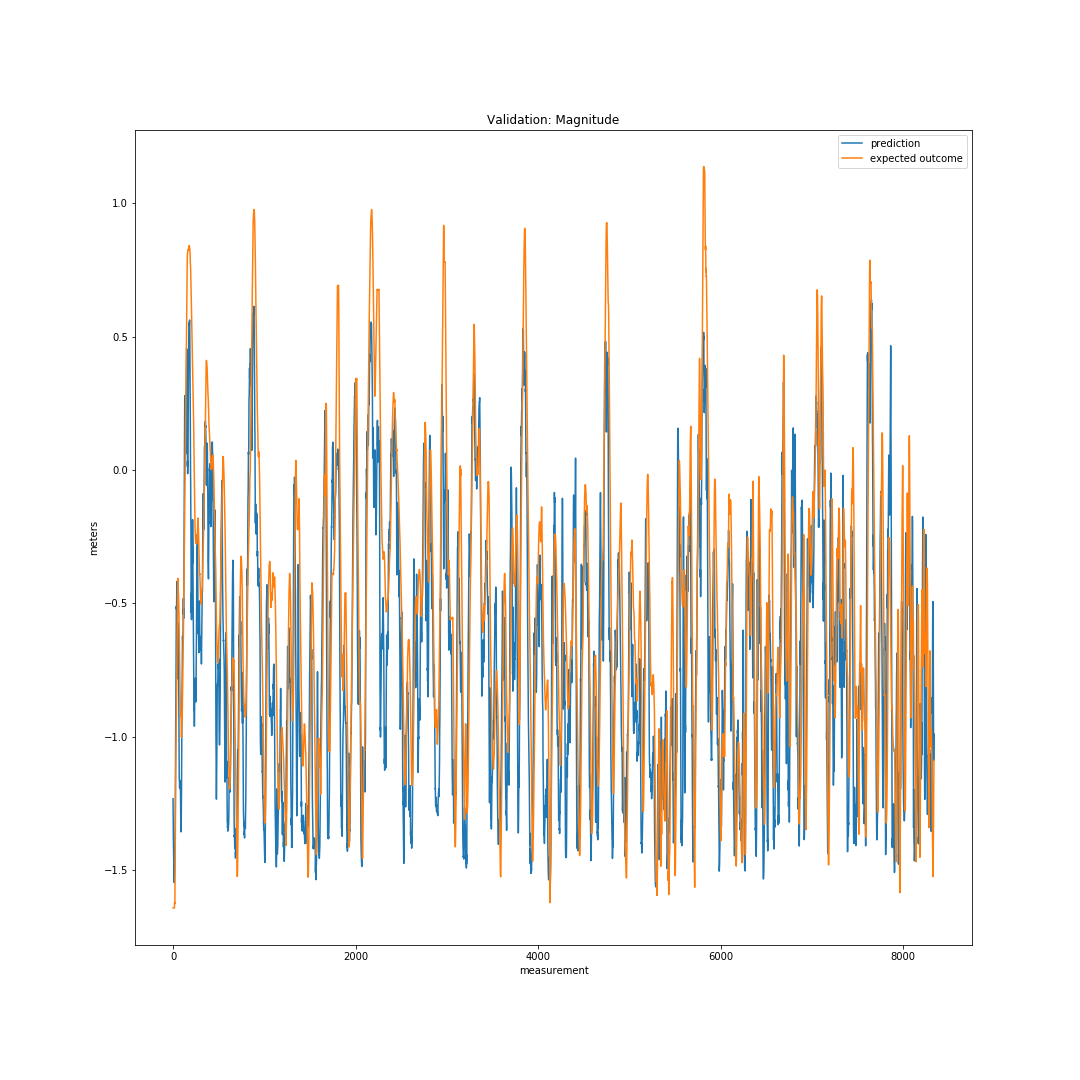 Validation: Magnitude
prediction
expected outcome
1.0
0.5
0.0
−0.5
−1.0
−1.5
meters
0 2000 4000 6000 8000
measurement